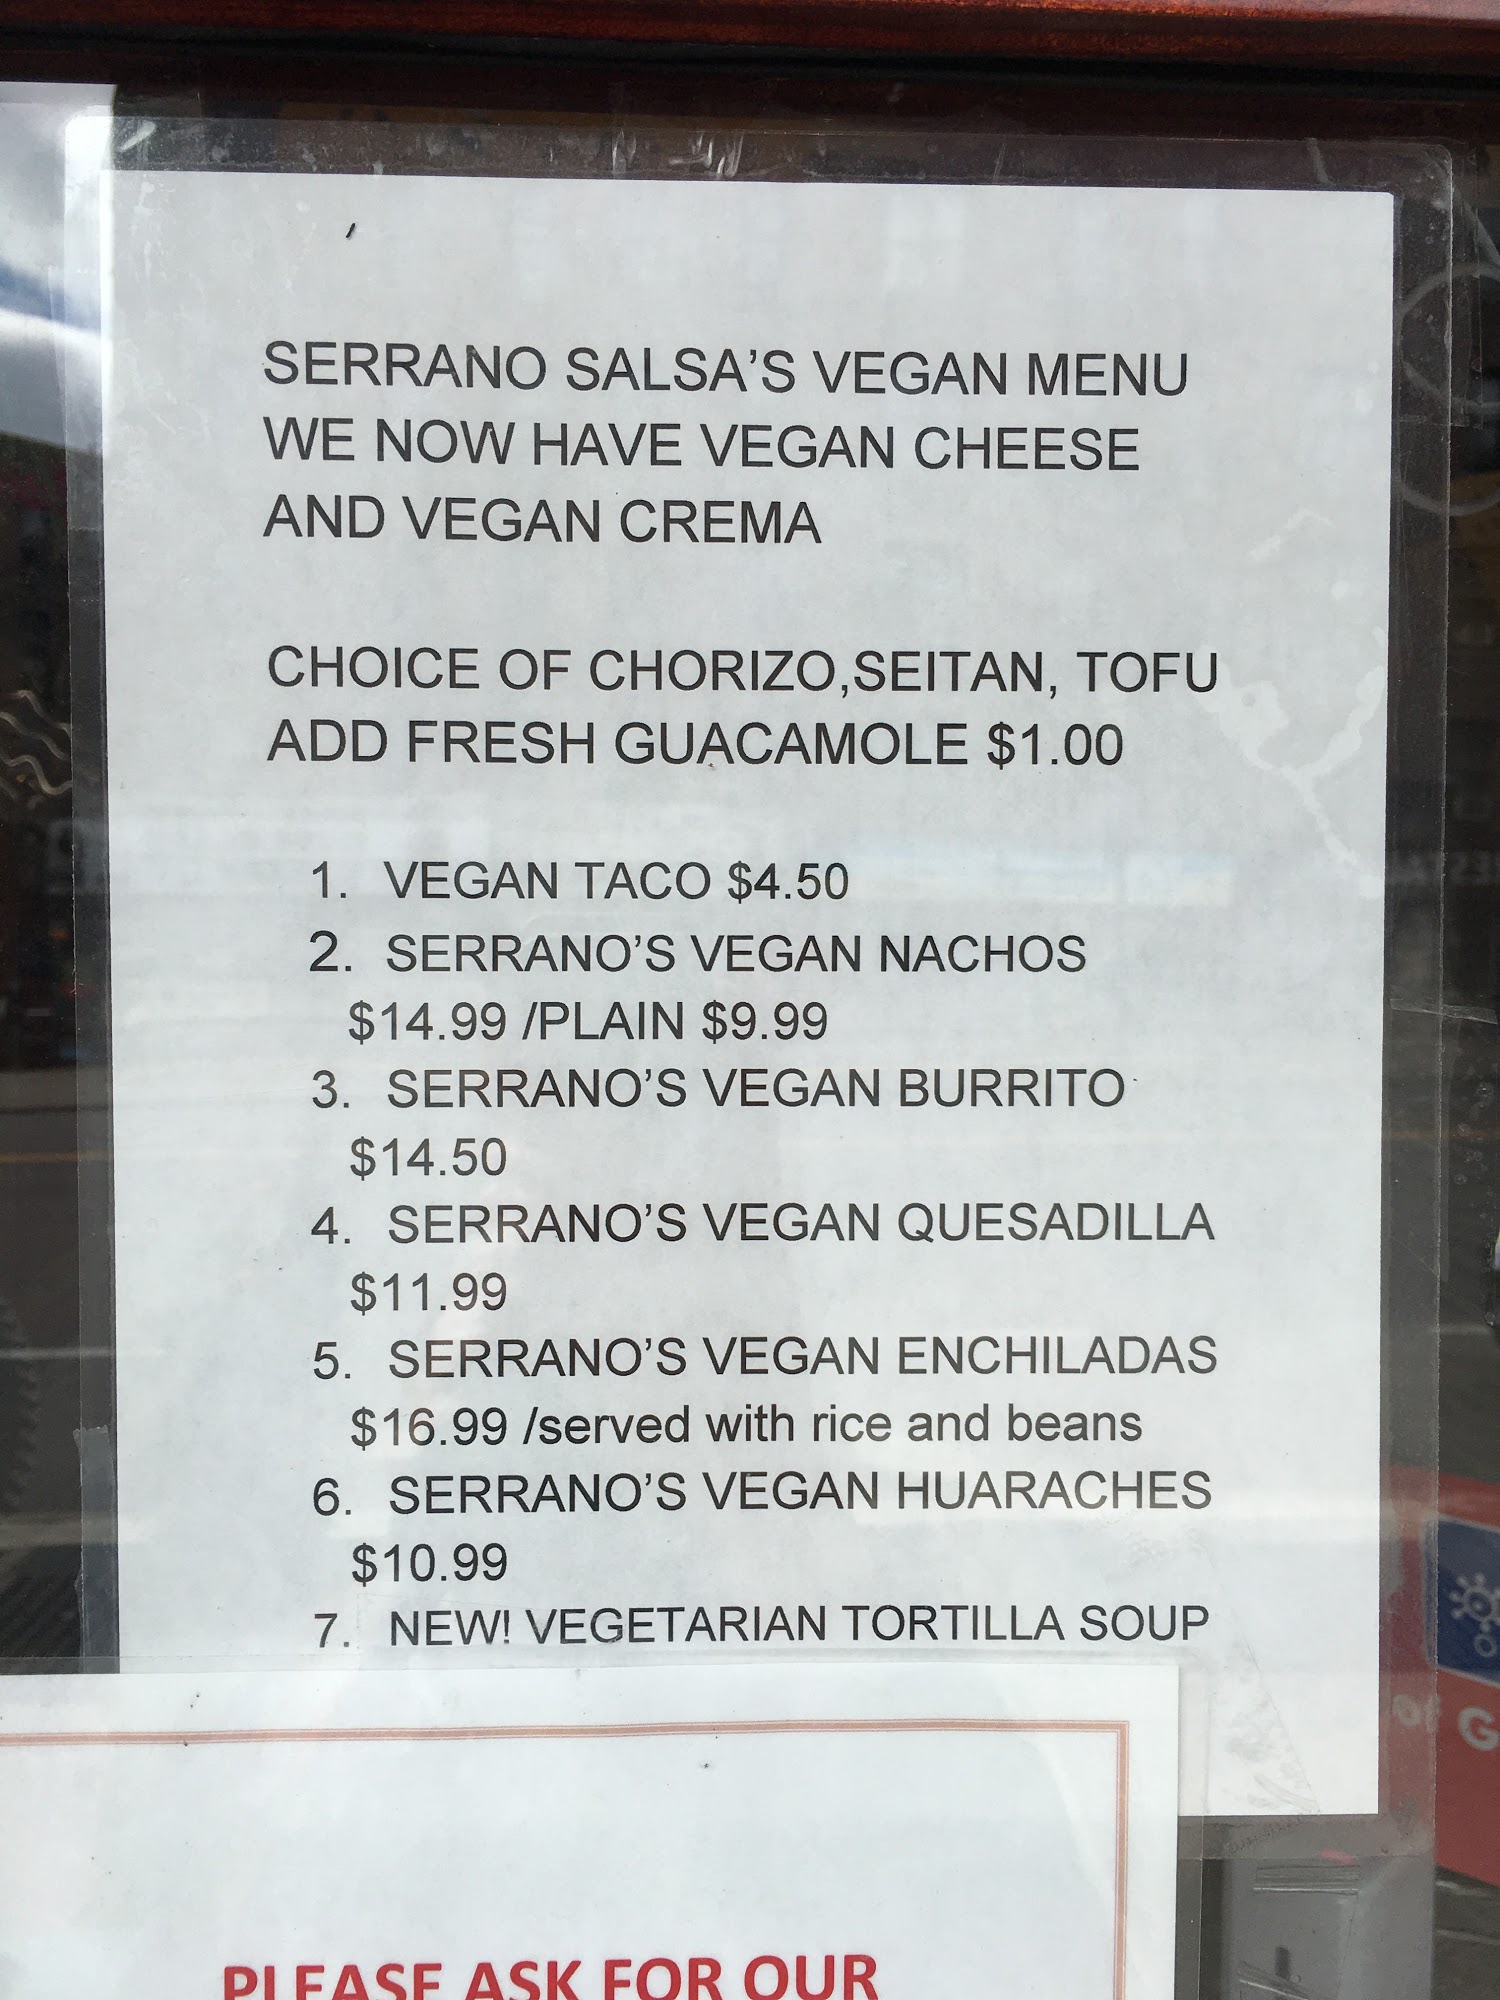 SERRANO SALSA'S VEGAN MENU
WE NOW HAVE VEGAN CHEESE
AND VEGAN CREMA
CHOICE OF CHORIZO,SEITAN, TOFU
ADD FRESH GUACAMOLE $1.00
1. VEGAN TACO $4.50
2. SERRANO'S VEGAN NACHOS
$14.99 /PLAIN $9.99
3. SERRANO'S VEGAN BURRITO
$14.50
4. SERRANO'S VEGAN QUESADILLA
$11.99
5. SERRANO'S VEGAN ENCHILADAS
$16.99 /served with rice and beans
6. SERRANO'S VEGAN HUARACHES
$10.99
7. NEW! VEGETARIAN TORTILLA SOUP
PLEASE ASK FOR OUR